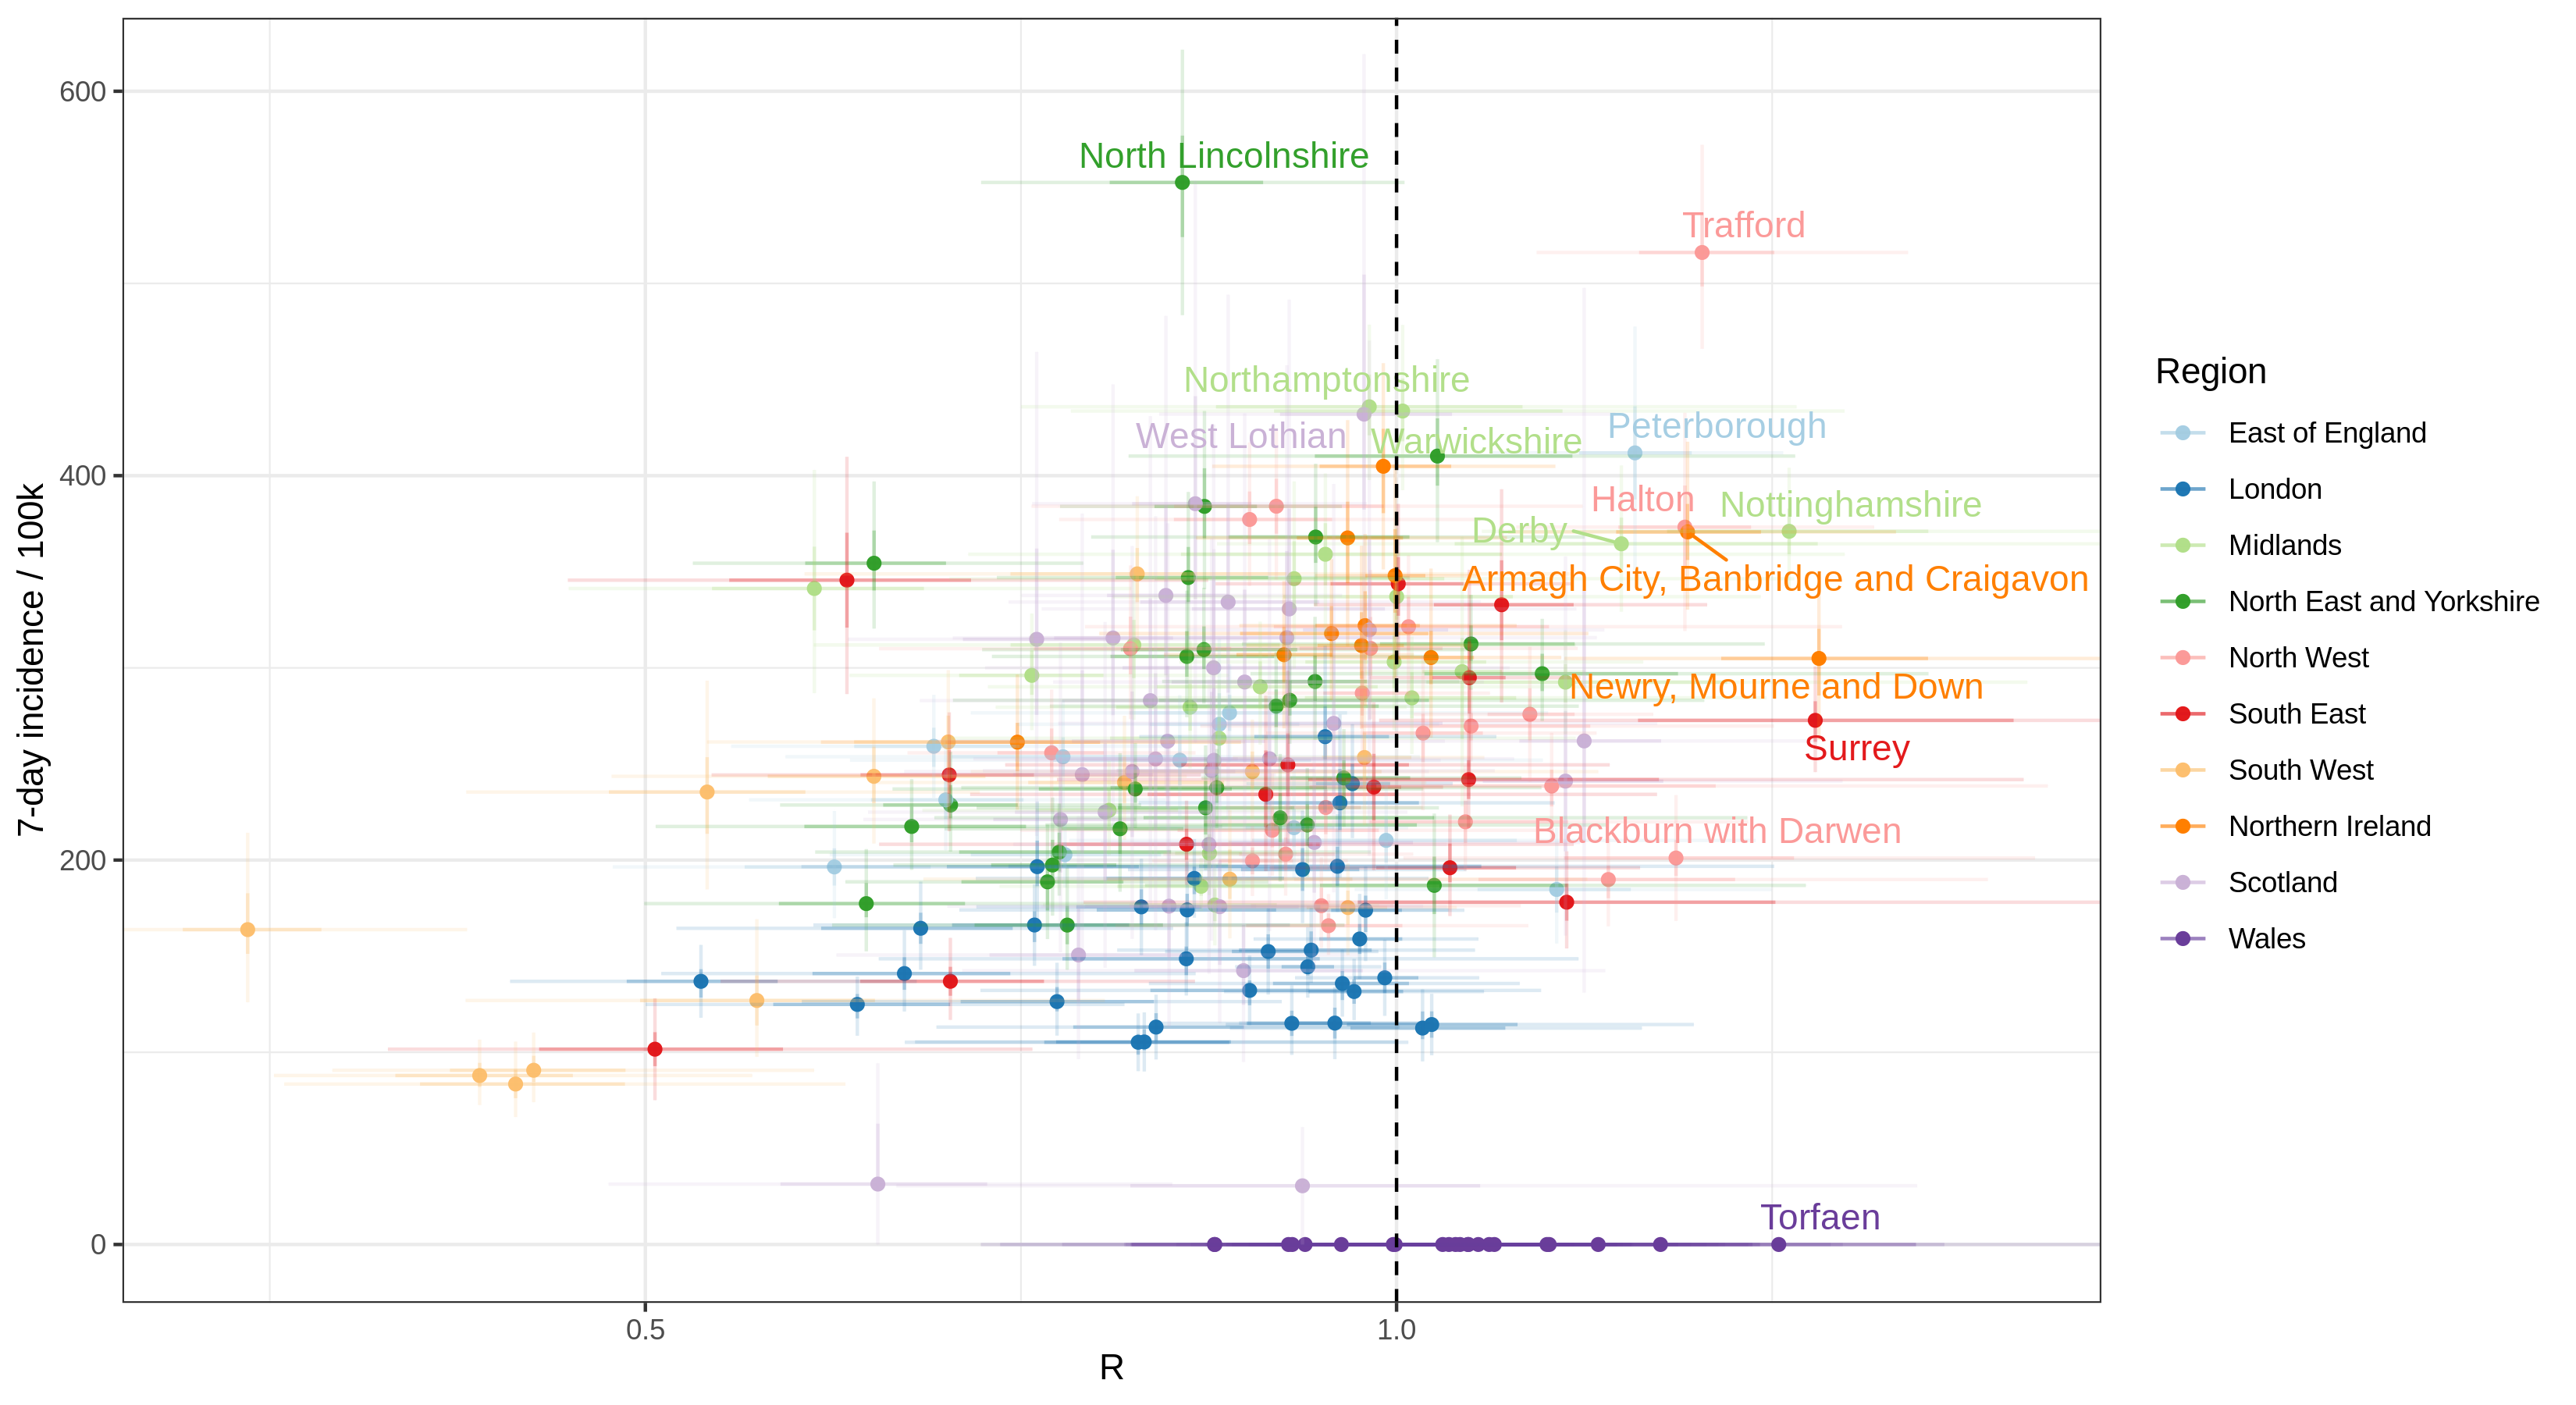 600
400
200
0
7-day incidence / 100k
North Lincolnshire
Trafford
Northamptonshire
West Lothian
Warwickshire
Peterborough
Halton
Nottinghamshire
Derby
Armagh City, Banbridge and Craigavon
Newry, Mourne and Down
Surrey
Blackburn with Darwen
Torfaen
0.5
1.0
R
Region
East of England
London
Midlands
North East and Yorkshire
North West
South East
South West
Northern Ireland
Scotland
Wales